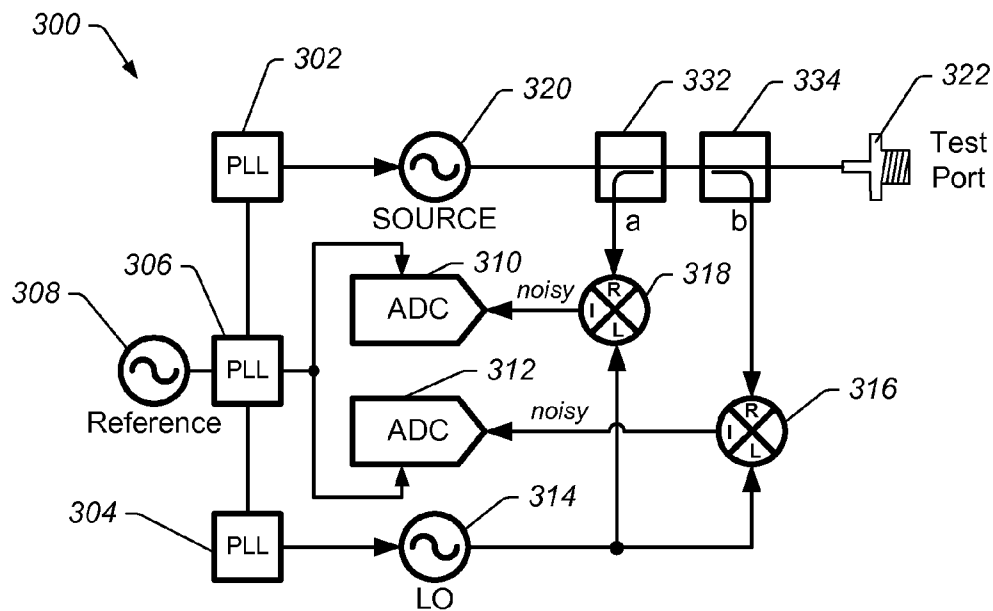 300
302
320
332
334
322
PLL
Test
Port
SOURCE
a
b
306
310
318
308
ADC
noisy
R
I
L
PLL
312
316
Reference
ADC
noisy
R
I
L
304
314
PLL
LO